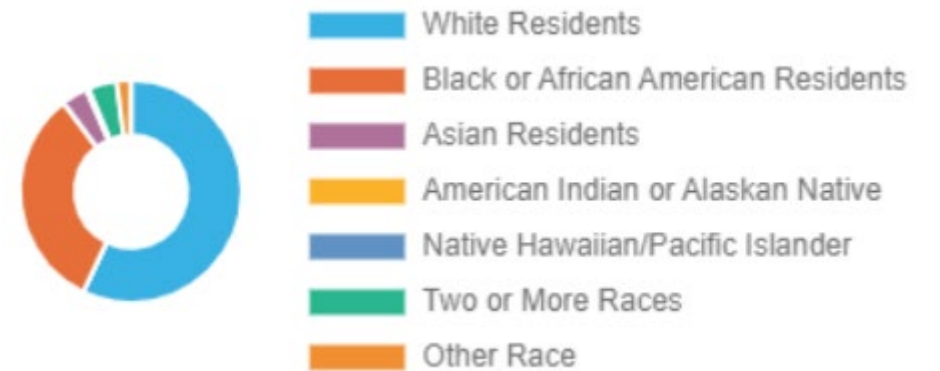 White Residents
Black or African American Residents
Asian Residents
American Indian or Alaskan Native
Native Hawaiian/Pacific Islander
Two or More Races
Other Race